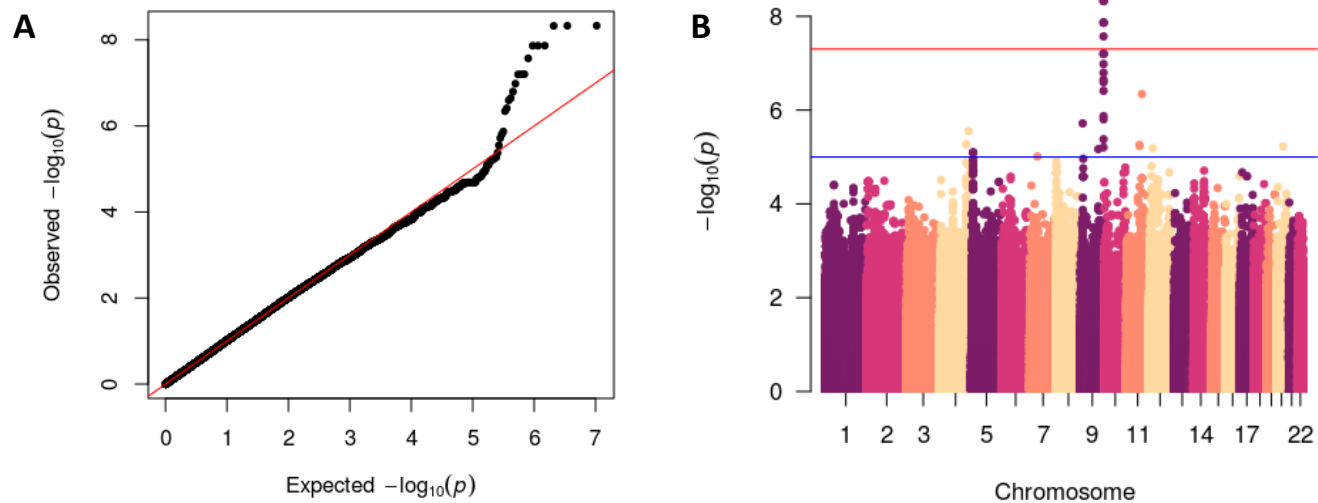 A
Observed −log₁₀(p)
8
6
4
2
0
0 1 2 3 4 5 6 7
Expected −log₁₀(p)
B
−log₁₀(p)
8
6
4
2
0
1 2 3 5 7 9 11 14 17 22
Chromosome